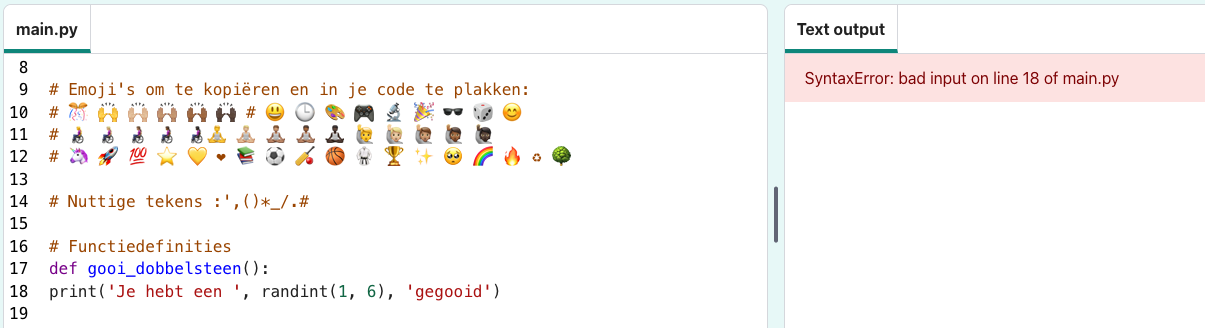 main.py
Text output
SyntaxError: bad input on line 18 of main.py
8
9 # Emoji's om te kopiëren en in je code te plakken:
10 # 🎊 🙌 🙌🏼 🙌🏽 🙌🏾 🙌🏿 # 😃 🕒 🎨 🎮 🔬 🎉 🕶️ 🎲 😊
11 # 👩‍🦽 👩🏼‍🦽 👩🏽‍🦽 👩🏾‍🦽 👩🏿‍🦽🧘 🧘🏼 🧘🏽 🧘🏾 🧘🏿 🙋 🙋🏼 🙋🏽 🙋🏾 🙋🏿
12 # 🦄 🚀 💯 ⭐ 💛 ❤ 📚 ⚽ 🏏 🏀 🥋 🏆 ✨ 🥺 🌈 🔥 ♻ 🌳
13
14 # Nuttige tekens :',()*_/.#
15
16 # Functiedefinities
17 def gooi_dobbelsteen():
18 print('Je hebt een ', randint(1, 6), 'gegooid')
19